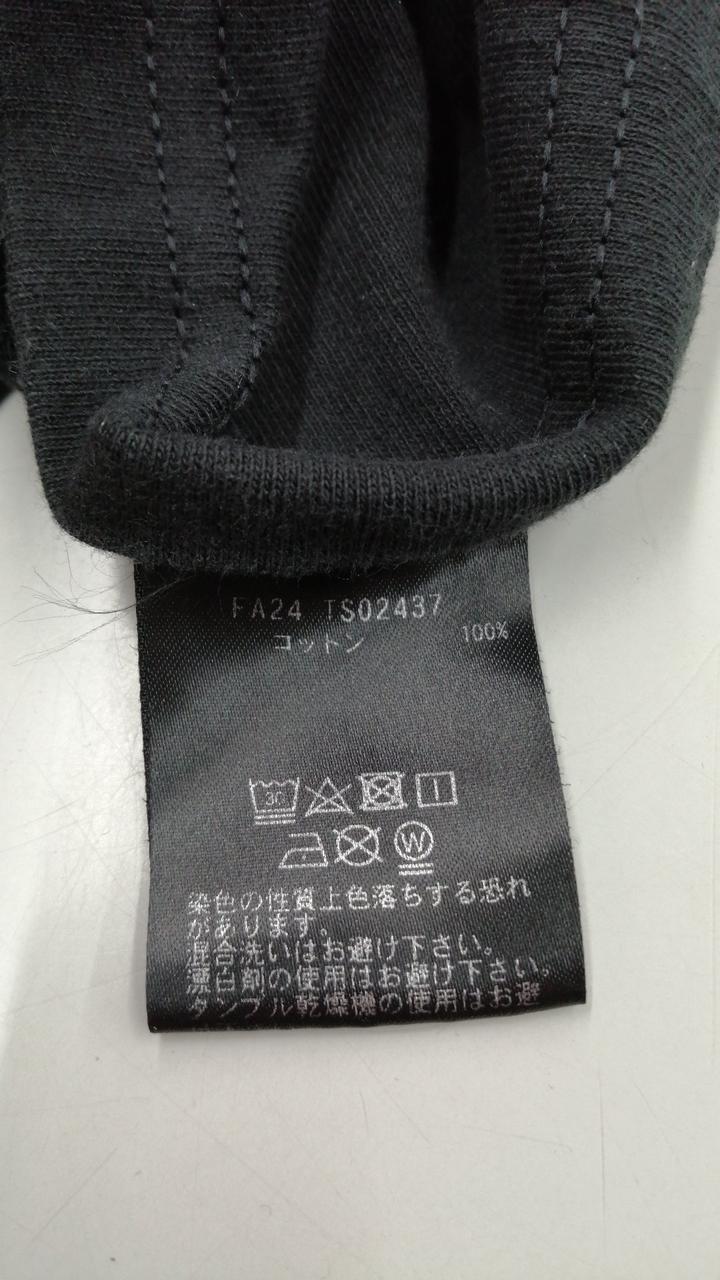 FA24 TS02437
コットン 100%
30
W
染色の性質上色落ちする恐れ
があります。
混合洗いはお避け下さい。
漂白剤の使用はお避け下さい。
タンブル乾燥機の使用はお避